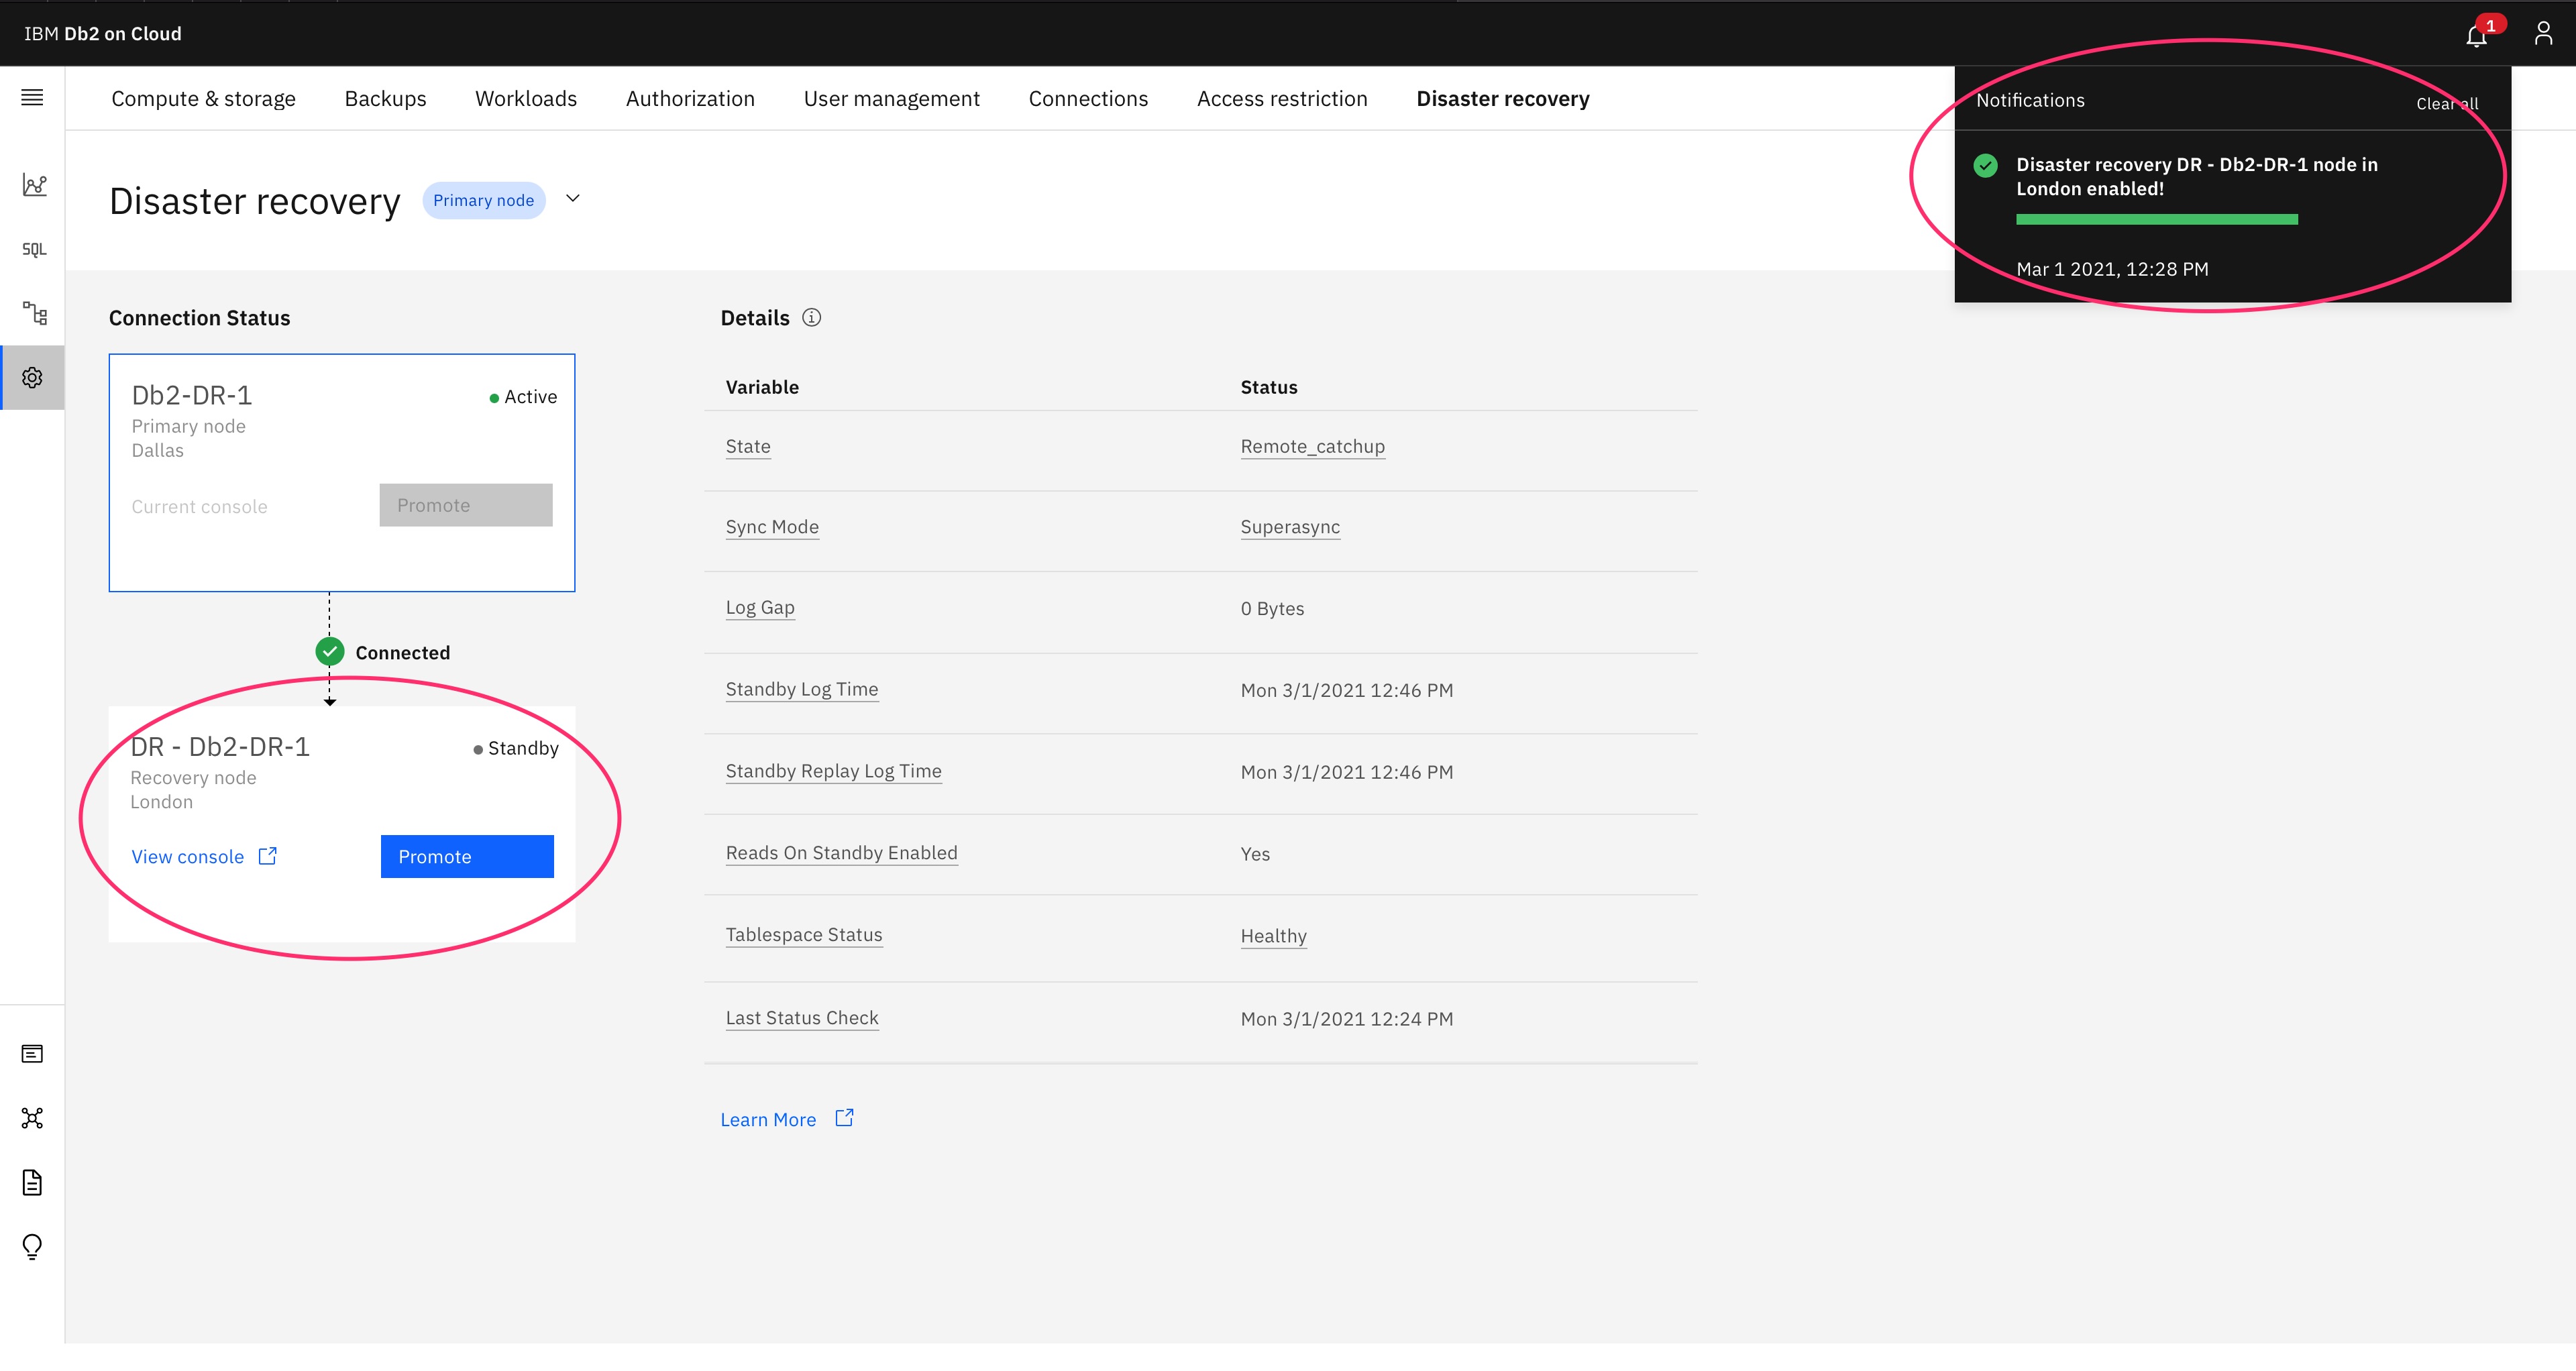 IBM Db2 on Cloud
1
Compute & storage Backups Workloads Authorization User management Connections Access restriction Disaster recovery
Notifications Clear all
Disaster recovery DR - Db2-DR-1 node in
London enabled!
Mar 1 2021, 12:28 PM
SQL
Disaster recovery Primary node
Connection Status
Db2-DR-1 Active
Primary node
Dallas
Current console Promote
Connected
DR - Db2-DR-1 Standby
Recovery node
London
View console Promote
Details
Variable Status
State Remote_catchup
Sync Mode Superasync
Log Gap 0 Bytes
Standby Log Time Mon 3/1/2021 12:46 PM
Standby Replay Log Time Mon 3/1/2021 12:46 PM
Reads On Standby Enabled Yes
Tablespace Status Healthy
Last Status Check Mon 3/1/2021 12:24 PM
Learn More